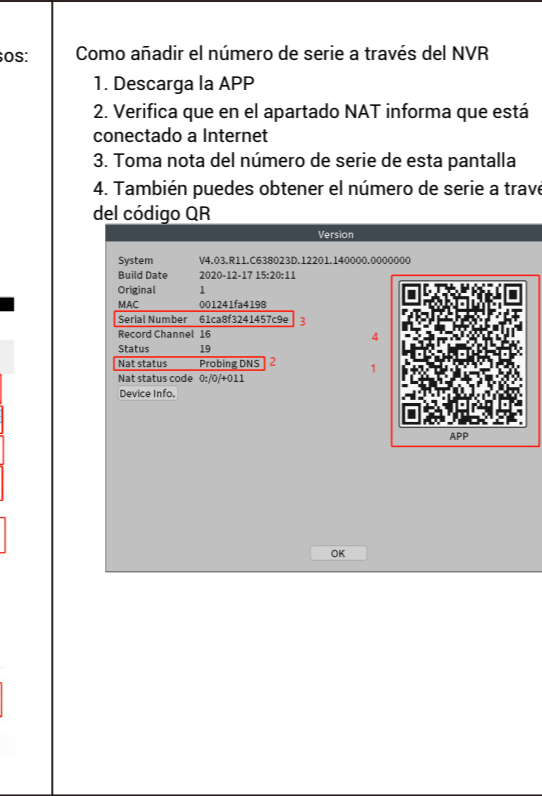 sos:
Como añadir el número de serie a través del NVR
1. Descarga la APP
2. Verifica que en el apartado NAT informa que está
conectado a Internet
3. Toma nota del número de serie de esta pantalla
4. También puedes obtener el número de serie a travé
del código QR
Version
System V4.03.R11.C638023D.12201.140000.0000000
Build Date 2020-12-17 15:20:11
Original 1
MAC 001241fa4198
Serial Number 61ca8f3241457c9e 3
Record Channel 16
4
Status 19
Nat status Probing DNS 2
1
Nat status code 0:/0/+011
Device Info.
APP
OK